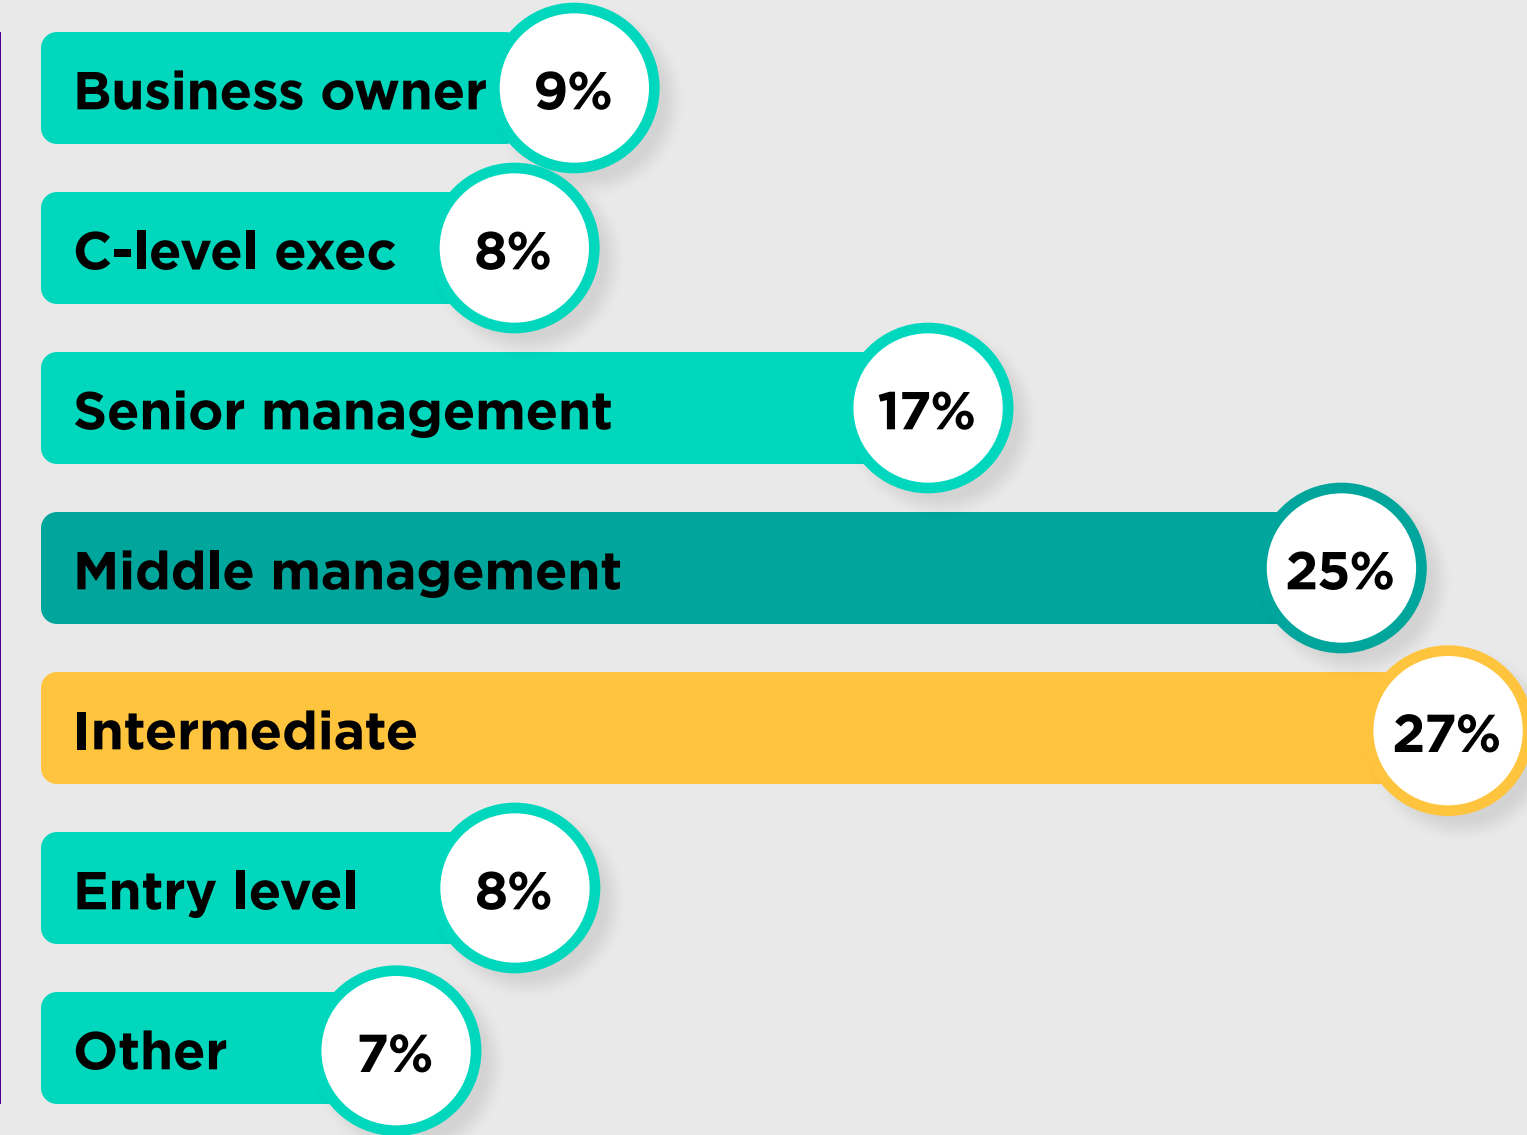 Business owner 9%
C-level exec 8%
Senior management 17%
Middle management 25%
Intermediate 27%
Entry level 8%
Other 7%